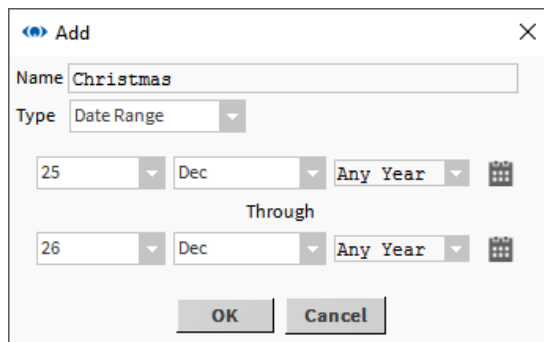 Add
Name Christmas
Type Date Range
25 Dec Any Year
Through
26 Dec Any Year
OK Cancel